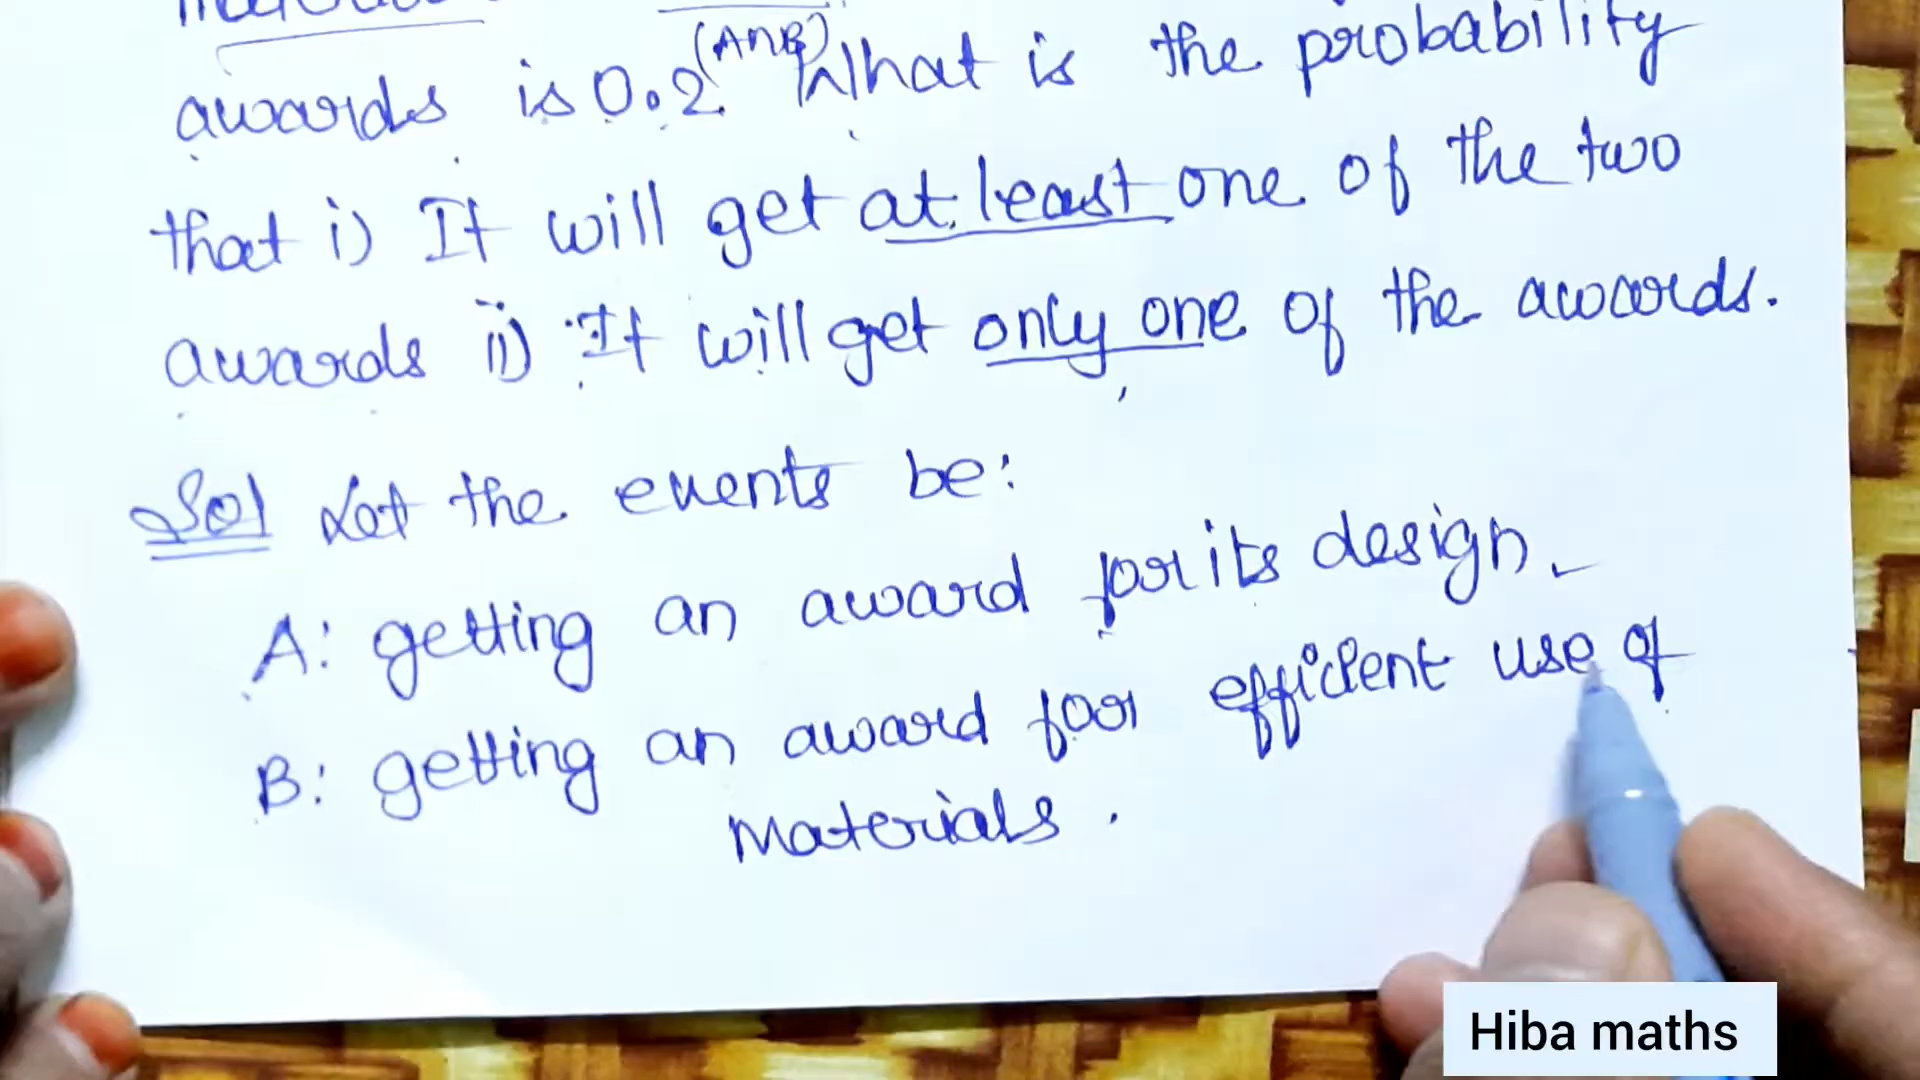 (A∩B)
awards is 0.2. What is the probability
that i) It will get at least one of the two
awards ii) It will get only one of the awards.
Sol Let the events be:
A: getting an award for its design.
B: getting an award for efficient use of
materials.
Hiba maths